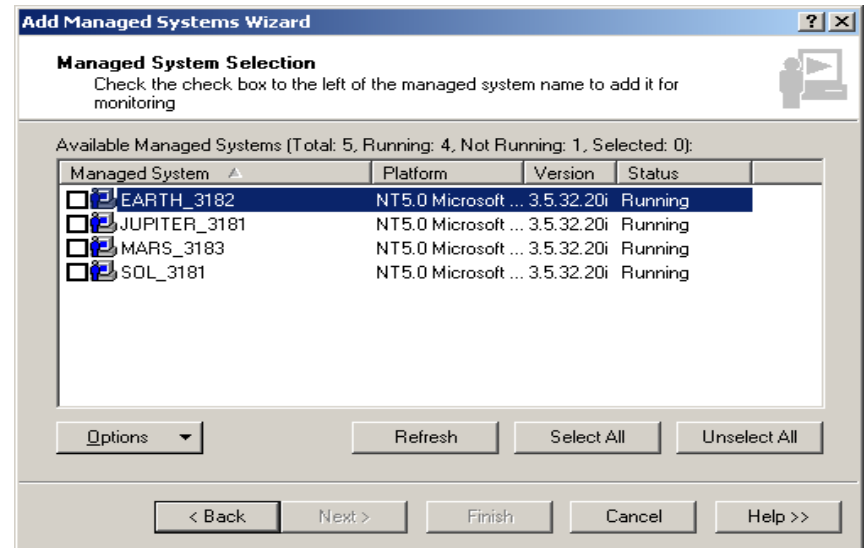 Add Managed Systems Wizard
Managed System Selection
Check the check box to the left of the managed system name to add it for
monitoring
Available Managed Systems (Total: 5, Running: 4, Not Running: 1, Selected: 0):
Managed System Platform Version Status
EARTH_3182 NT5.0 Microsoft ... 3.5.32.20i Running
JUPITER_3181 NT5.0 Microsoft ... 3.5.32.20i Running
MARS_3183 NT5.0 Microsoft ... 3.5.32.20i Running
SOL_3181 NT5.0 Microsoft ... 3.5.32.20i Running
Options Refresh Select All Unselect All
< Back Next > Finish Cancel Help >>